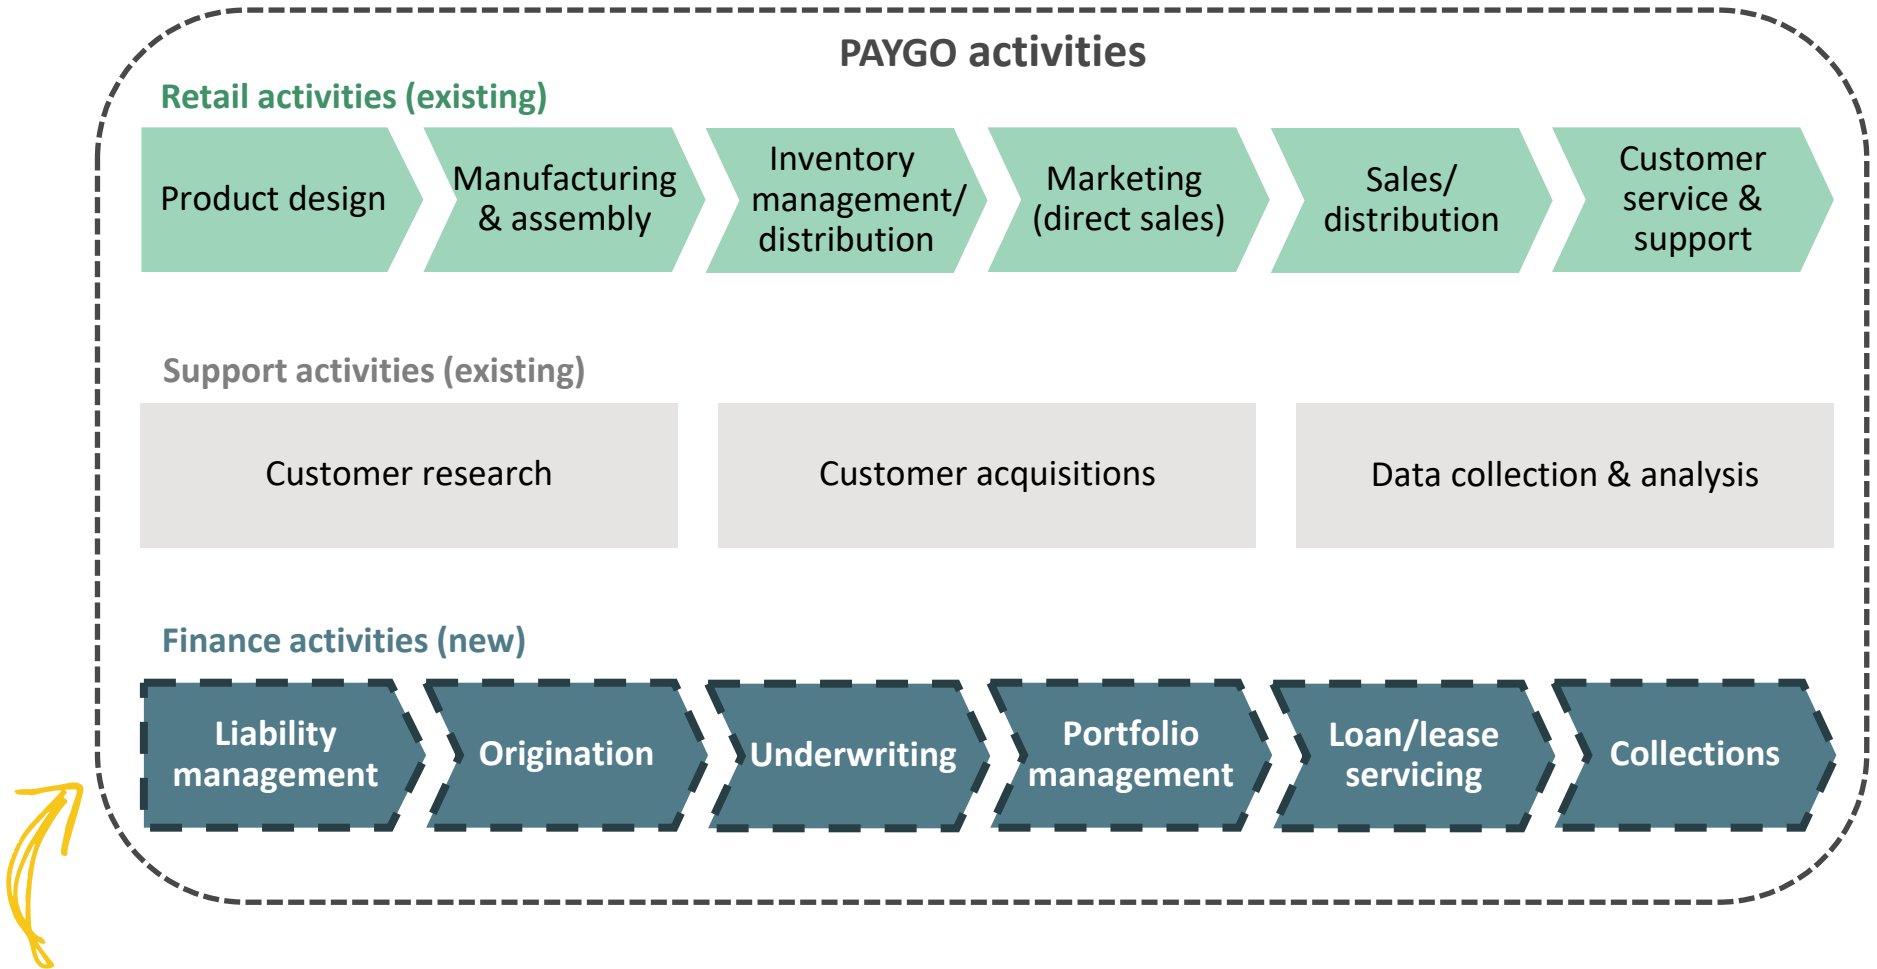 PAYGO activities
Retail activities (existing)
Product design
Manufacturing
& assembly
Inventory
management/
distribution
Marketing
(direct sales)
Sales/
distribution
Customer
service &
support
Support activities (existing)
Customer research
Customer acquisitions
Data collection & analysis
Finance activities (new)
Liability
management
Origination
Underwriting
Portfolio
management
Loan/lease
servicing
Collections